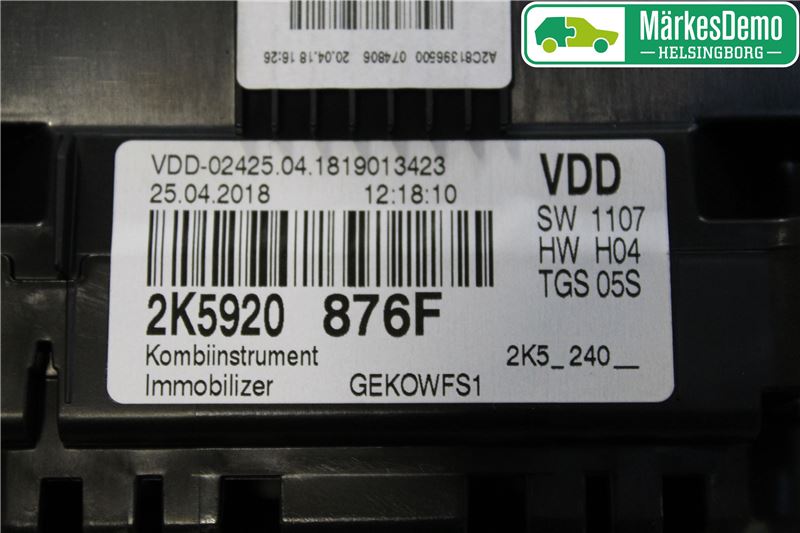 MärkesDemo
HELSINGBORG
A2C81396500 074806 20.04.18 16:26
VDD-02425.04.1819013423
25.04.2018 12:18:10
VDD
SW 1107
HW H04
TGS 05S
2K5920 876F
Kombiinstrument 2K5_240__
Immobilizer GEKOWFS1